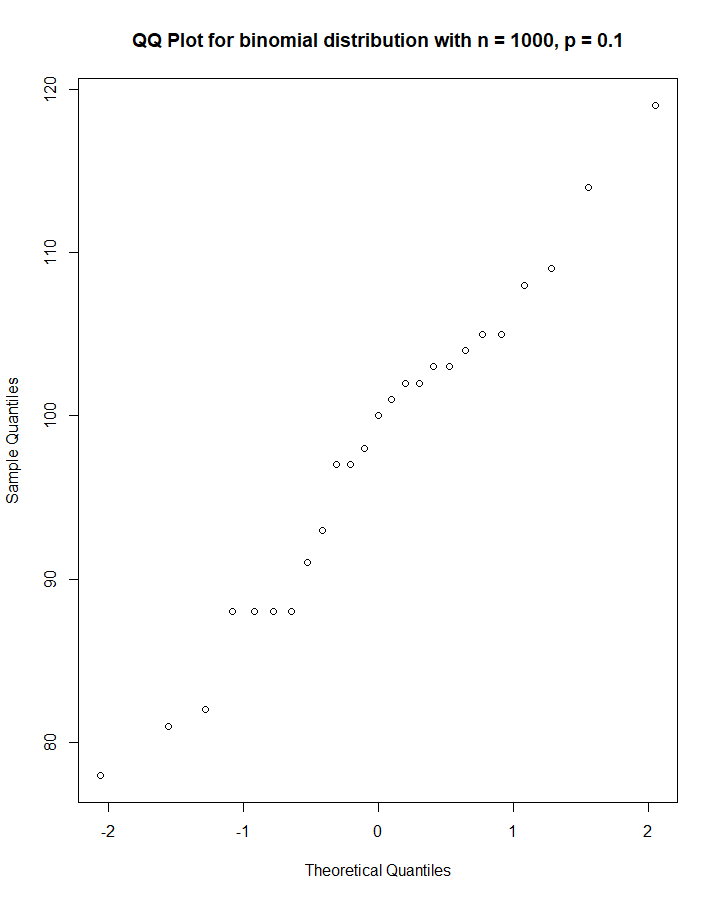 QQ Plot for binomial distribution with n = 1000, p = 0.1
120
110
100
90
80
Sample Quantiles
-2 -1 0 1 2
Theoretical Quantiles